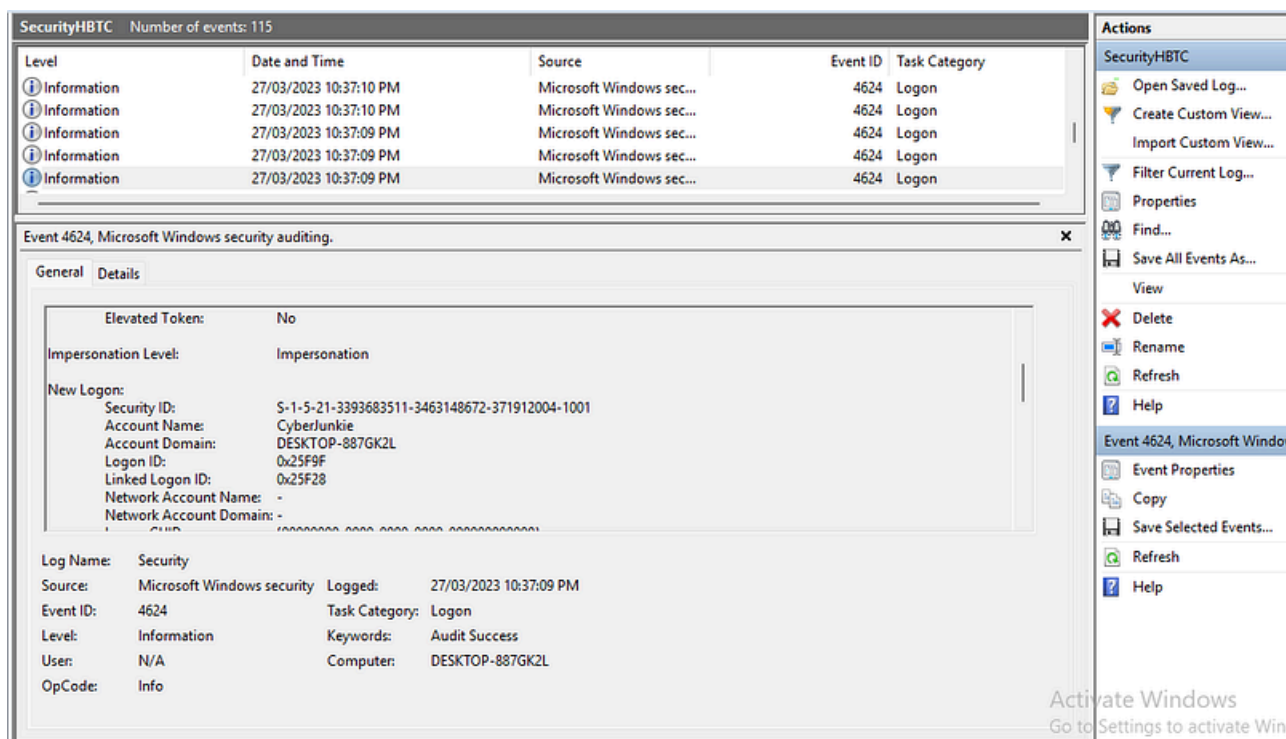 SecurityHBTC Number of events: 115
Level Date and Time Source Event ID Task Category
Information 27/03/2023 10:37:10 PM Microsoft Windows sec... 4624 Logon
Information 27/03/2023 10:37:10 PM Microsoft Windows sec... 4624 Logon
Information 27/03/2023 10:37:09 PM Microsoft Windows sec... 4624 Logon
Information 27/03/2023 10:37:09 PM Microsoft Windows sec... 4624 Logon
Information 27/03/2023 10:37:09 PM Microsoft Windows sec... 4624 Logon
Event 4624, Microsoft Windows security auditing.
General Details
Elevated Token: No
Impersonation Level: Impersonation
New Logon:
Security ID: S-1-5-21-3393683511-3463148672-371912004-1001
Account Name: CyberJunkie
Account Domain: DESKTOP-887GK2L
Logon ID: 0x25F9F
Linked Logon ID: 0x25F28
Network Account Name: -
Network Account Domain: -
Log Name: Security
Source: Microsoft Windows security Logged: 27/03/2023 10:37:09 PM
Event ID: 4624 Task Category: Logon
Level: Information Keywords: Audit Success
User: N/A Computer: DESKTOP-887GK2L
OpCode: Info
Actions
SecurityHBTC
Open Saved Log...
Create Custom View...
Import Custom View...
Filter Current Log...
Properties
Find...
Save All Events As...
View
Delete
Rename
Refresh
Help
Event 4624, Microsoft Windo
Event Properties
Copy
Save Selected Events...
Refresh
Help
Activate Windows
Go to Settings to activate Win